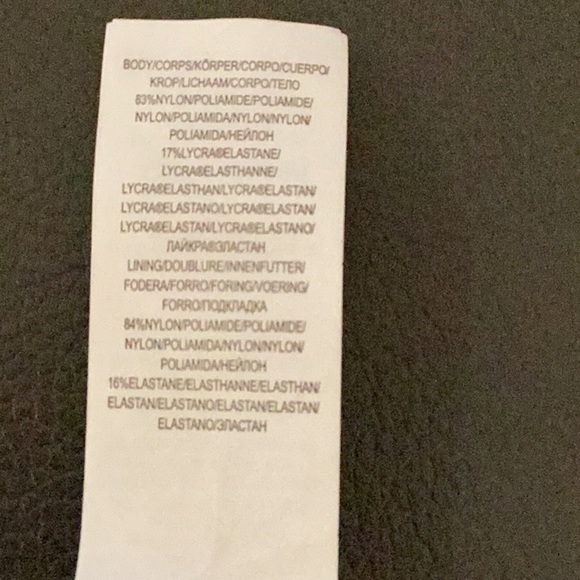 BODY/CORPS/KÖRPER/CORPO/CUERPO/
KROP/LICHAAM/CORPO/ТЕЛО
83%NYLON/POLIAMIDE/POLIAMIDE/
NYLON/POLIAMIDA/NYLON/NYLON/
POLIAMIDA/НЕЙЛОН
17%LYCRA®ELASTANE/
LYCRA®ELASTHANNE/
LYCRA®ELASTHAN/LYCRA®ELASTAN/
LYCRA®ELASTANO/LYCRA®ELASTAN/
LYCRA®ELASTAN/LYCRA®ELASTANO/
ЛАЙКРА®ЭЛАСТАН
LINING/DOUBLURE/INNENFUTTER/
FODERA/FORRO/FORING/VOERING/
FORRO/ПОДКЛАДКА
84%NYLON/POLIAMIDE/POLIAMIDE/
NYLON/POLIAMIDA/NYLON/NYLON/
POLIAMIDA/НЕЙЛОН
16%ELASTANE/ELASTHANNE/ELASTHAN/
ELASTAN/ELASTANO/ELASTAN/ELASTAN/
ELASTANO/ЭЛАСТАН